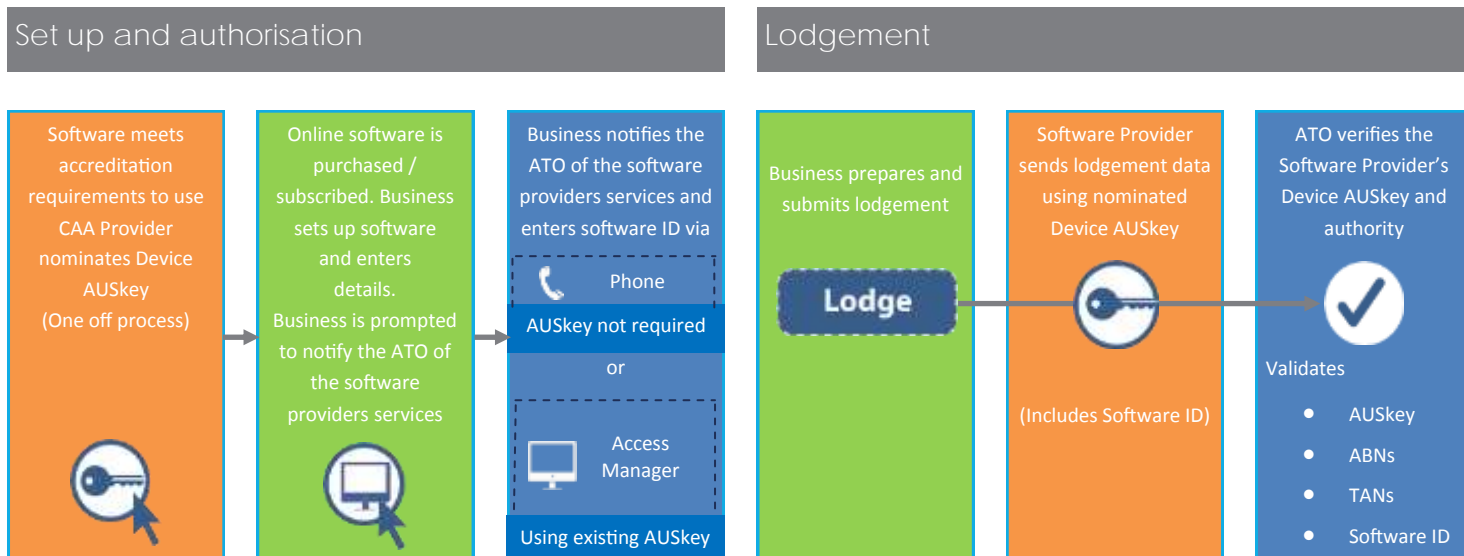 Set up and authorisation
Lodgement
Software meets
accreditation
requirements to use
CAA Provider
nominates Device
AUSkey
(One off process)
Online software is
purchased /
subscribed. Business
sets up software
and enters
details.
Business is prompted
to notify the ATO of
the software
providers services
Business notifies the
ATO of the software
providers services and
enters software ID via
Phone
AUSkey not required
or
Access
Manager
Using existing AUSkey
Business prepares and
submits lodgement
Lodge
Software Provider
sends lodgement data
using nominated
Device AUSkey
(Includes Software ID)
ATO verifies the
Software Provider’s
Device AUSkey and
authority
Validates
• AUSkey
• ABNs
• TANs
• Software ID